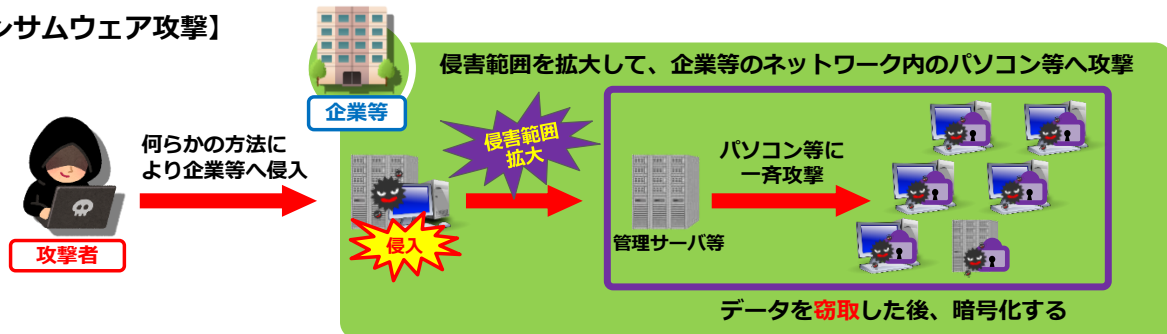 ンサムウェア攻撃】
侵害範囲を拡大して、企業等のネットワーク内のパソコン等へ攻撃
企業等
何らかの方法に
より企業等へ侵入
侵害範囲
拡大
パソコン等に
一斉攻撃
侵入
管理サーバ等
攻撃者
データを窃取した後、暗号化する